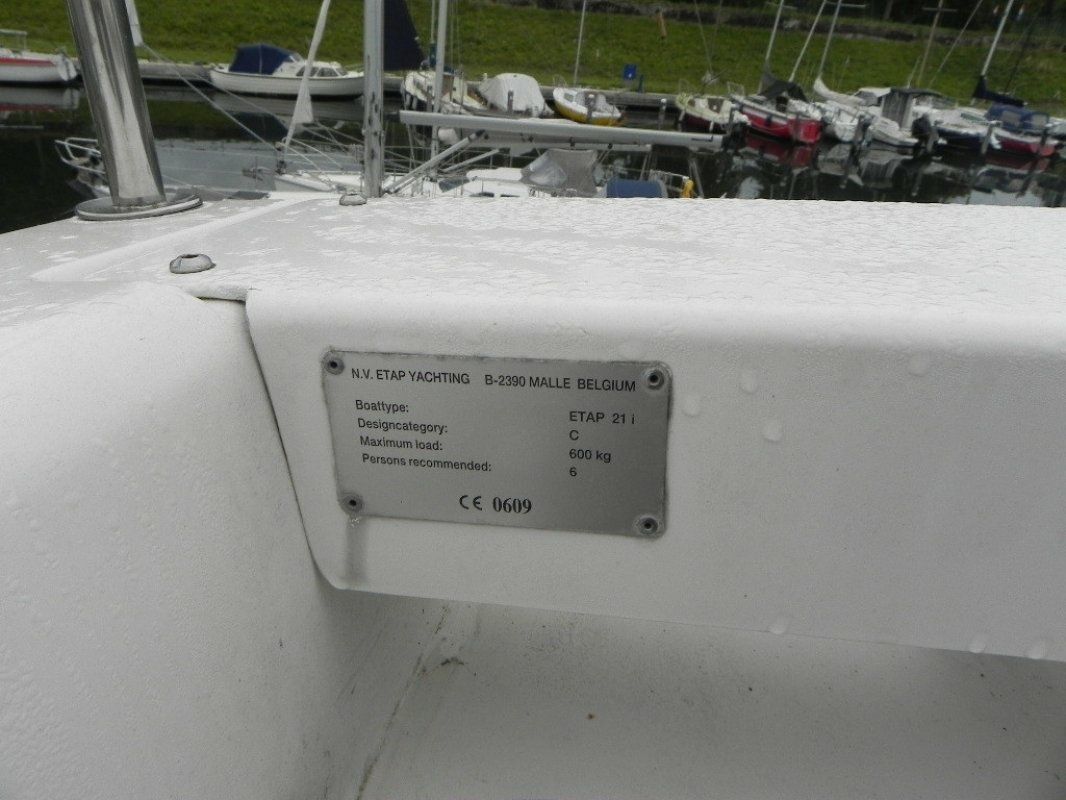 N.V. ETAP YACHTING B-2390 MALLE BELGIUM
Boattype: ETAP 21 i
Designcategory: C
Maximum load: 600 kg
Persons recommended: 6
CE 0609